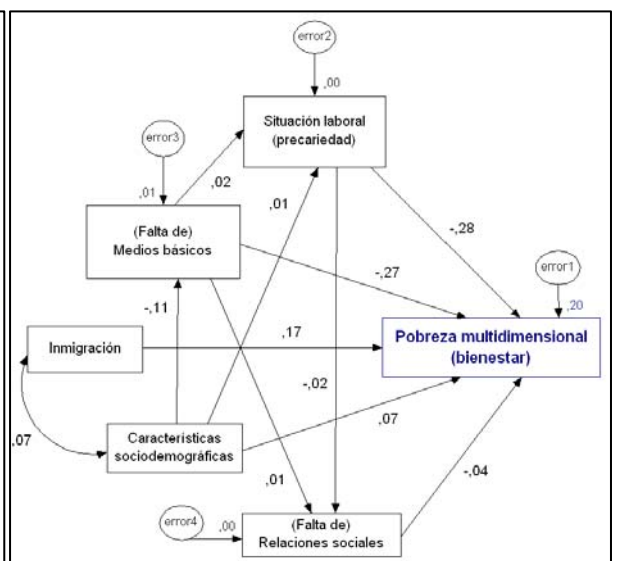 error2
,00
Situación laboral
(precariedad)
error3
,02
,01
,01
(Falta de)
Medios básicos
-,28
-,27
error1
,20
-,11
,17
Inmigración
Pobreza multidimensional
(bienestar)
-,02
,07
Características
sociodemográficas
,07
,01
-,04
error4
,00
(Falta de)
Relaciones sociales